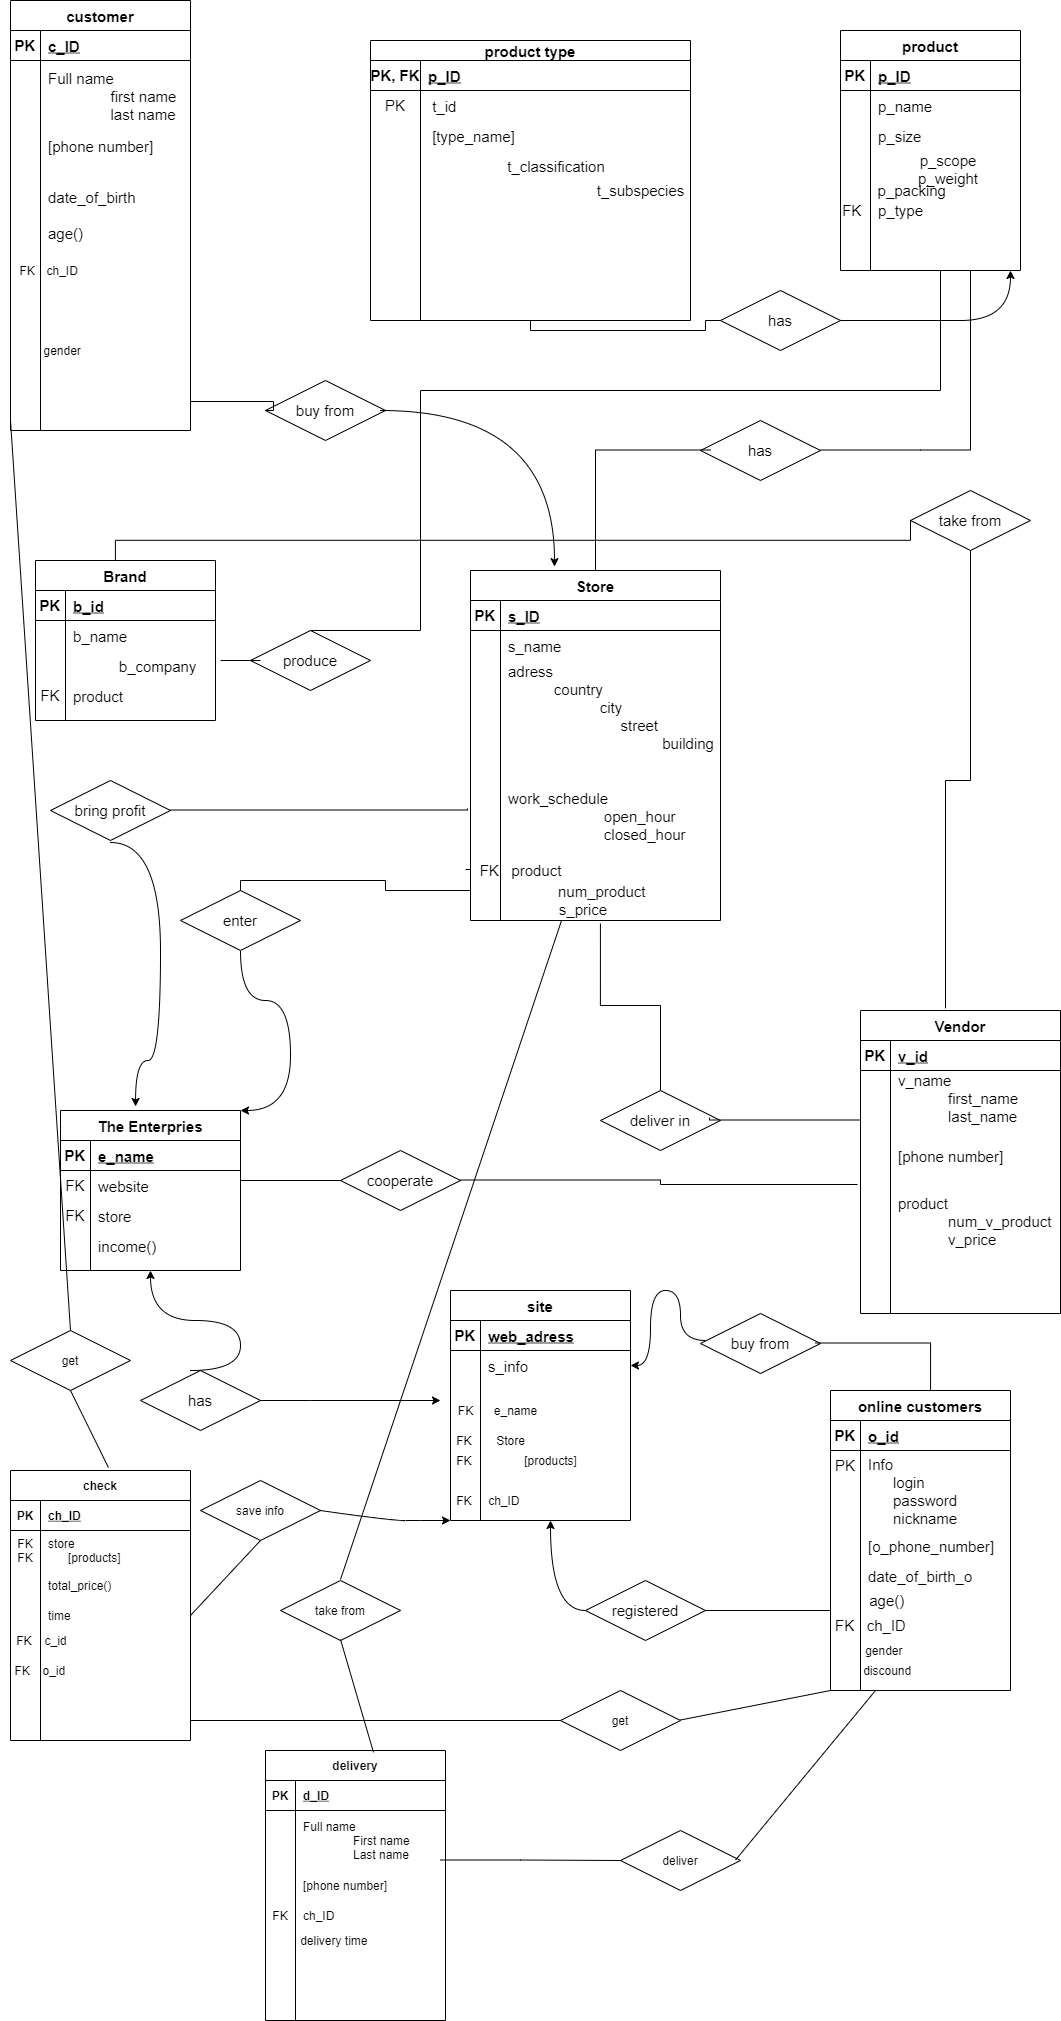 customer
PK c_ID
Full name
first name
last name
[phone number]
date_of_birth
age()
FK ch_ID
gender
product type
PK, FK p_ID
PK t_id
[type_name]
t_classification
t_subspecies
product
PK p_ID
p_name
p_size
p_scope
p_weight
p_packing
FK p_type
has
buy from
has
take from
Brand
PK b_id
b_name
b_company
FK product
produce
Store
PK s_ID
s_name
adress
country
city
street
building
work_schedule
open_hour
closed_hour
FK product
num_product
s_price
bring profit
enter
Vendor
PK v_id
v_name
first_name
last_name
[phone number]
product
num_v_product
v_price
deliver in
The Enterpries
PK e_name
FK website
FK store
income()
cooperate
get
has
site
PK web_adress
s_info
FK e_name
FK Store
FK [products]
FK ch_ID
buy from
online customers
PK o_id
PK Info
login
password
nickname
[o_phone_number]
date_of_birth_o
age()
FK ch_ID
gender
discound
check
PK ch_ID
FK store
FK [products]
total_price()
time
FK c_id
FK o_id
save info
take from
registered
get
delivery
PK d_ID
Full name
First name
Last name
[phone number]
FK ch_ID
delivery time
deliver